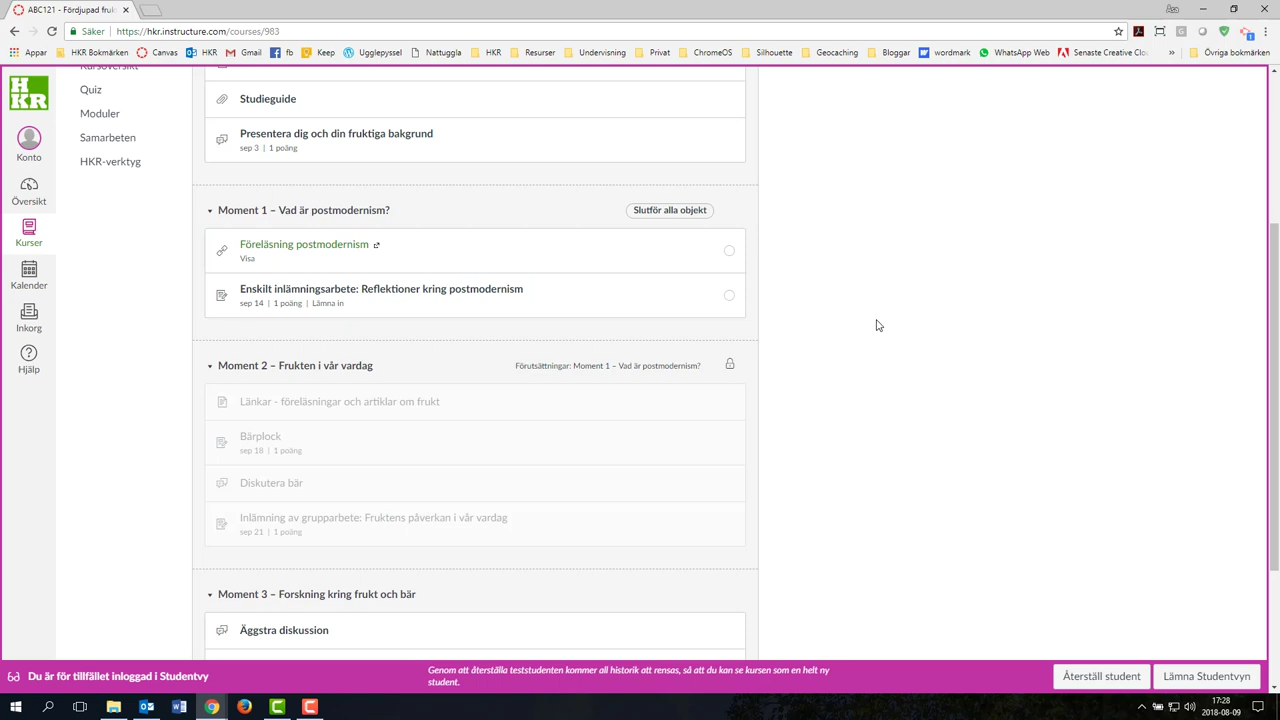 ABC121 - Fördjupad fruk
Säker | https://hkr.instructure.com/courses/983
Appar HKR Bokmärken Canvas HKR Gmail fb Keep Ugglepyssel Nattuggla HKR Resurser Undervisning Privat ChromeOS Silhouette Geocaching Bloggar wordmark WhatsApp Web Senaste Creative Clo » Övriga bokmärken
HKR
Konto
Översikt
Kurser
Kalender
Inkorg
Hjälp
Kursöversikt
Quiz
Moduler
Samarbeten
HKR-verktyg
Studieguide
Presentera dig och din fruktiga bakgrund
sep 3 | 1 poäng
Moment 1 – Vad är postmodernism? Slutför alla objekt
Föreläsning postmodernism
Visa
Enskilt inlämningsarbete: Reflektioner kring postmodernism
sep 14 | 1 poäng | Lämna in
Moment 2 – Frukten i vår vardag Förutsättningar: Moment 1 – Vad är postmodernism?
Länkar - föreläsningar och artiklar om frukt
Bärplock
sep 18 | 1 poäng
Diskutera bär
Inlämning av grupparbete: Fruktens påverkan i vår vardag
sep 21 | 1 poäng
Moment 3 – Forskning kring frukt och bär
Äggstra diskussion
Du är för tillfället inloggad i Studentvy
Genom att återställa teststudenten kommer all historik att rensas, så att du kan se kursen som en helt ny
student.
Återställ student Lämna Studentvyn
17:28
2018-08-09